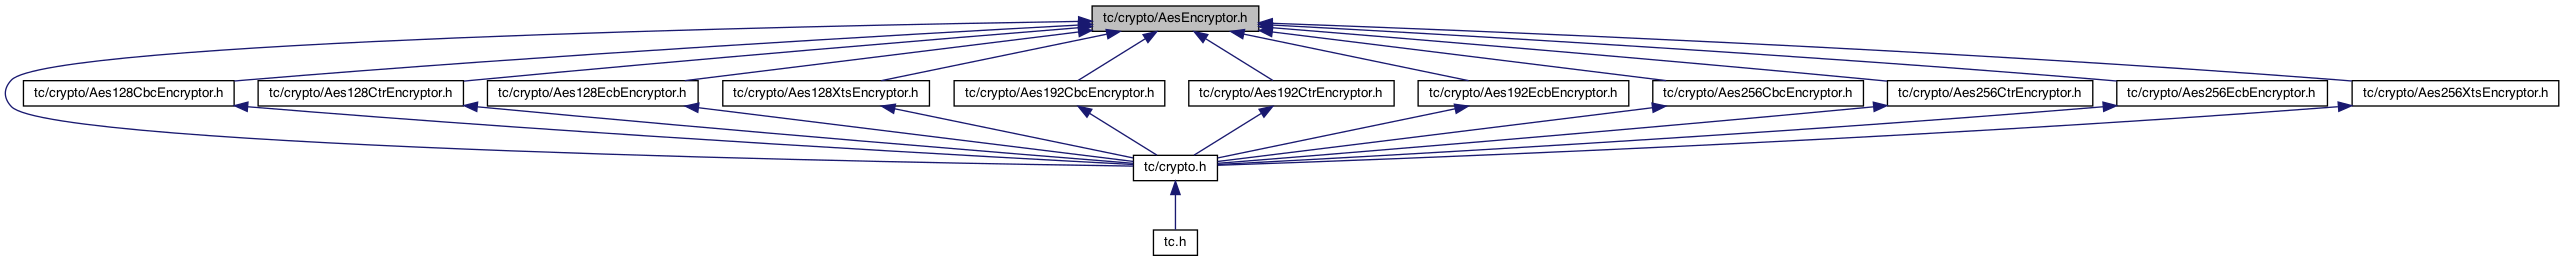 tc/crypto/AesEncryptor.h
tc/crypto/Aes128CbcEncryptor.h
tc/crypto/Aes128CtrEncryptor.h
tc/crypto/Aes128EcbEncryptor.h
tc/crypto/Aes128XtsEncryptor.h
tc/crypto/Aes192CbcEncryptor.h
tc/crypto/Aes192CtrEncryptor.h
tc/crypto/Aes192EcbEncryptor.h
tc/crypto/Aes256CbcEncryptor.h
tc/crypto/Aes256CtrEncryptor.h
tc/crypto/Aes256EcbEncryptor.h
tc/crypto/Aes256XtsEncryptor.h
tc/crypto.h
tc.h